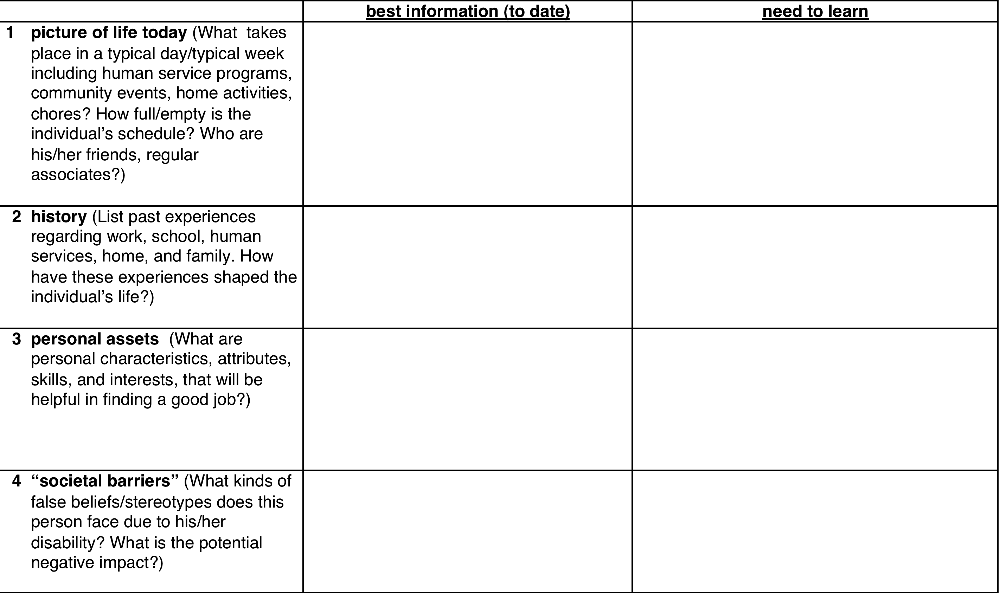 best information (to date) need to learn
1 picture of life today (What takes
place in a typical day/typical week
including human service programs,
community events, home activities,
chores? How full/empty is the
individual’s schedule? Who are
his/her friends, regular
associates?)
2 history (List past experiences
regarding work, school, human
services, home, and family. How
have these experiences shaped the
individual’s life?)
3 personal assets (What are
personal characteristics, attributes,
skills, and interests, that will be
helpful in finding a good job?)
4 “societal barriers” (What kinds of
false beliefs/stereotypes does this
person face due to his/her
disability? What is the potential
negative impact?)